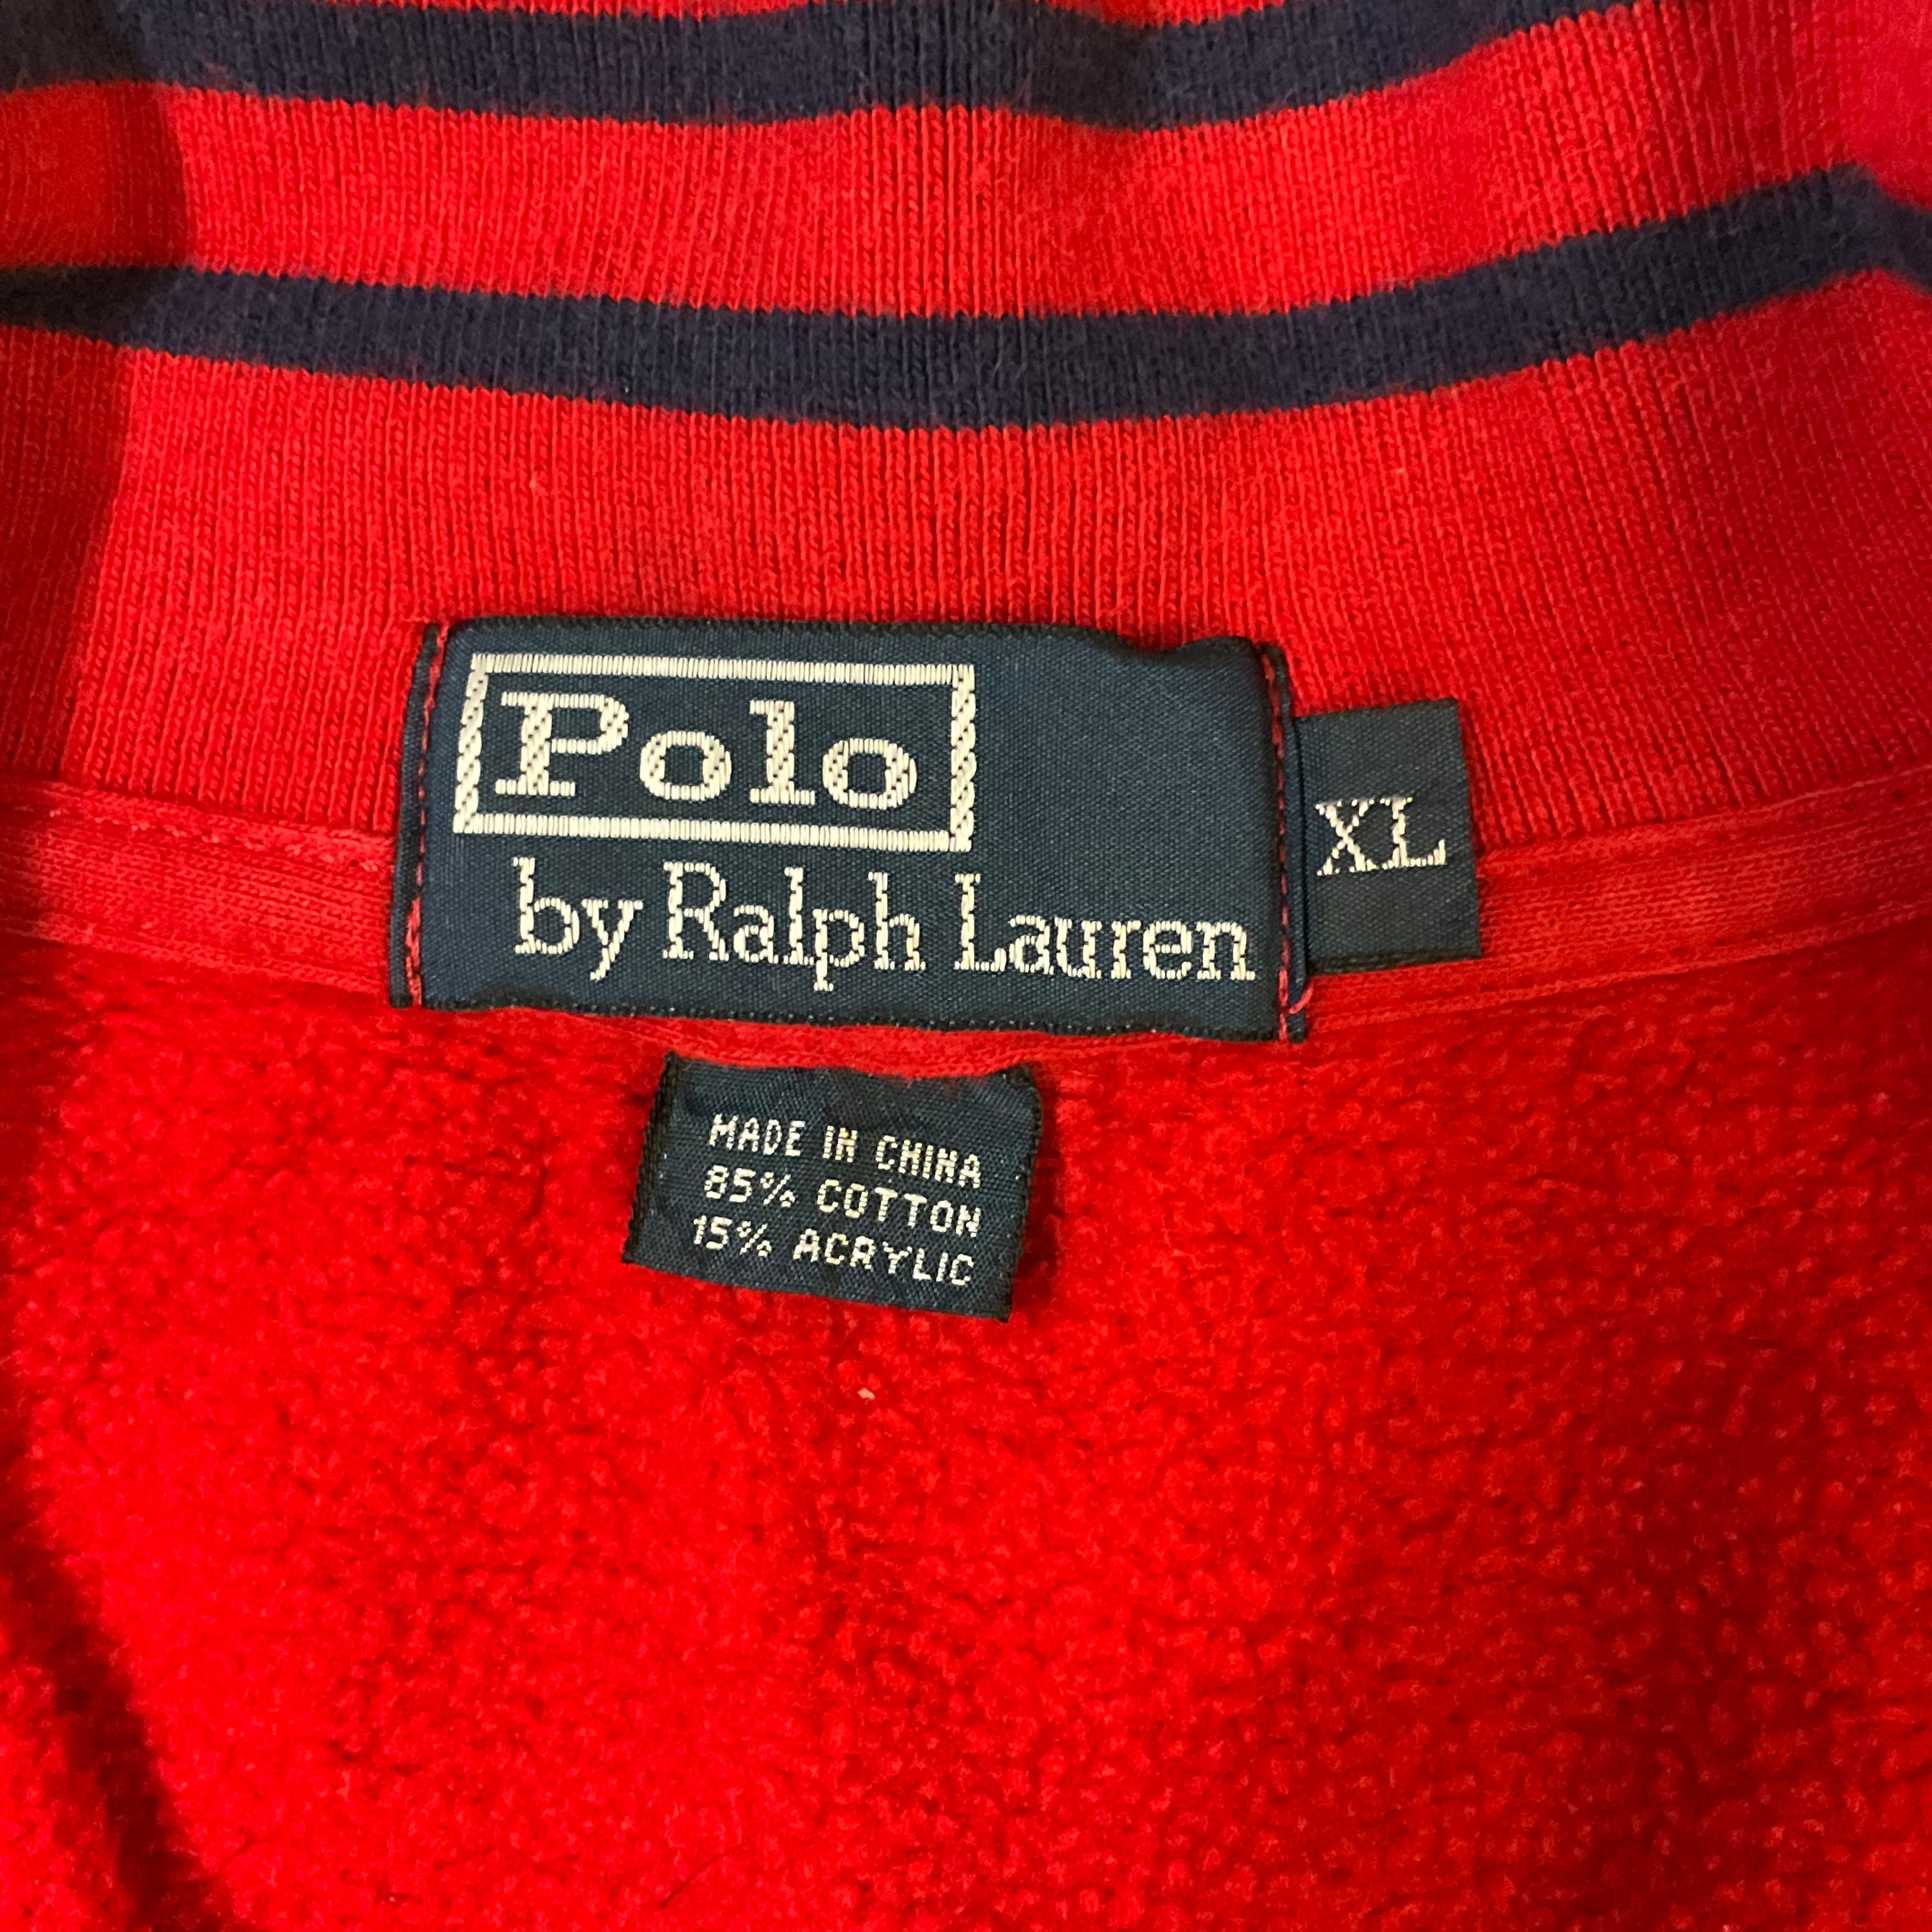 Polo
by Ralph Lauren
XL
MADE IN CHINA
85% COTTON
15% ACRYLIC